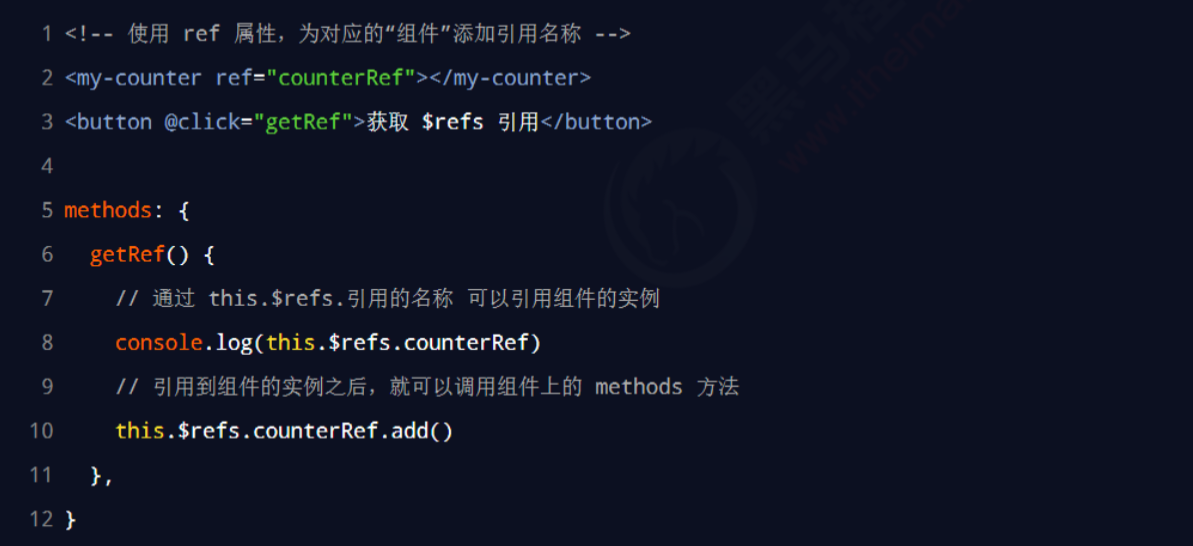 1 <!-- 使用 ref 属性，为对应的“组件”添加引用名称 -->
2 <my-counter ref="counterRef"></my-counter>
3 <button @click="getRef">获取 $refs 引用</button>
4
5 methods: {
6   getRef() {
7     // 通过 this.$refs.引用的名称 可以引用组件的实例
8     console.log(this.$refs.counterRef)
9     // 引用到组件的实例之后，就可以调用组件上的 methods 方法
10     this.$refs.counterRef.add()
11   },
12 }
黑马